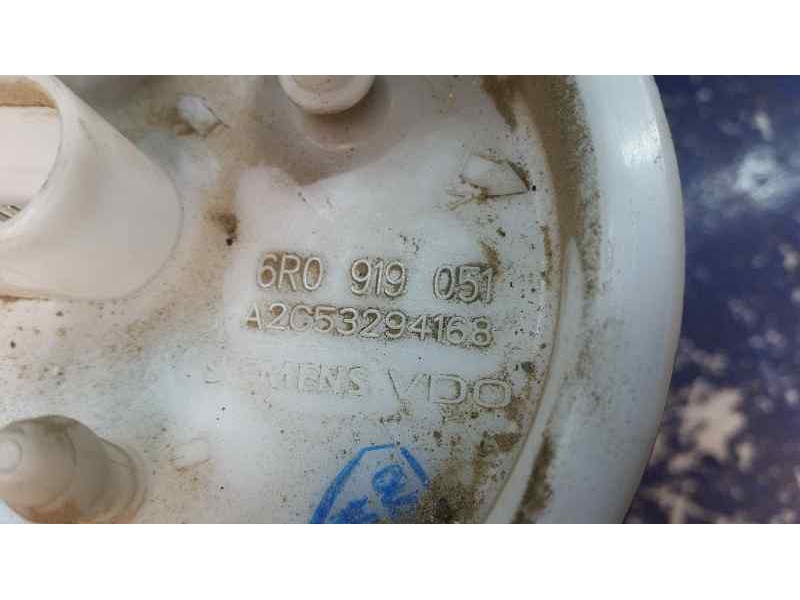 6R0 919 051
A2C53294168
SIEMENS VDO